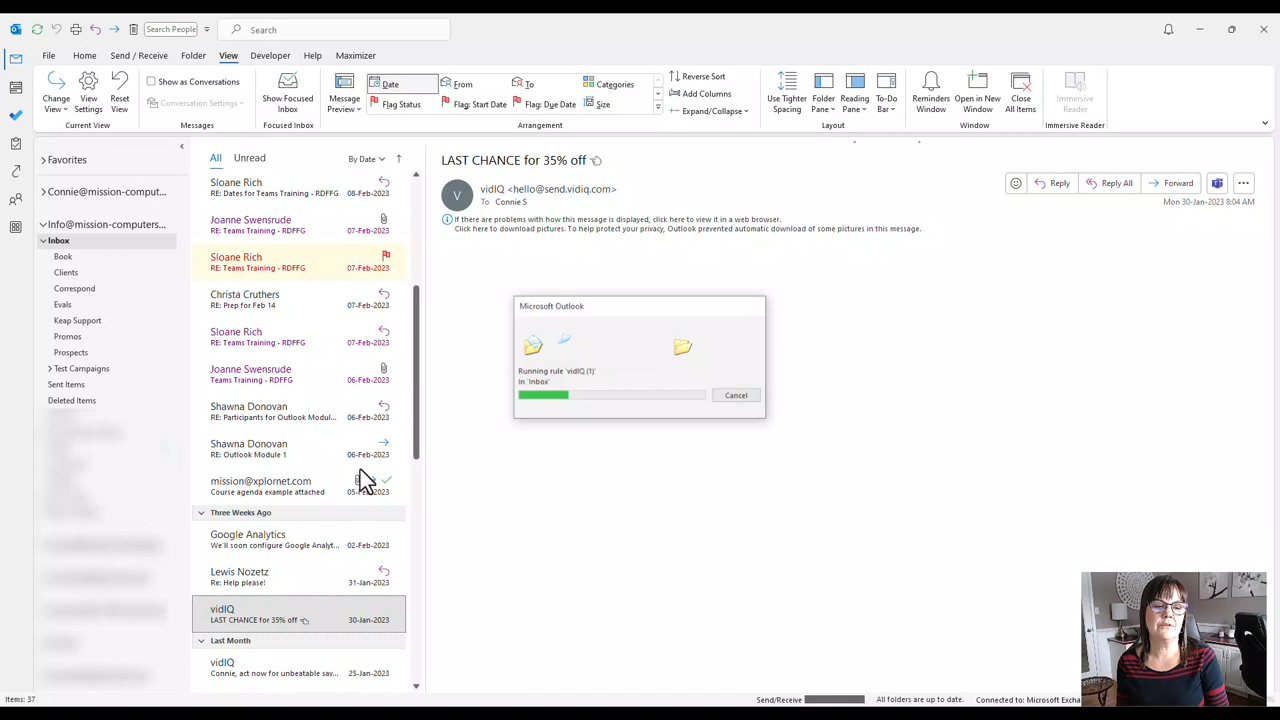 Search People
Search
File Home Send / Receive Folder View Developer Help Maximizer
Change View
View Settings
Reset View
Current View
Show as Conversations
Conversation Settings
Messages
Show Focused Inbox
Focused Inbox
Message Preview
Date
From
To
Categories
Flag Status
Flag: Start Date
Flag: Due Date
Size
Arrangement
Reverse Sort
Add Columns
Expand/Collapse
Use Tighter Spacing
Folder Pane
Reading Pane
To-Do Bar
Layout
Reminders Window
Open in New Window
Close All Items
Window
Immersive Reader
Immersive Reader
Favorites
Connie@mission-comput...
Info@mission-computers...
Inbox
Book
Clients
Correspond
Evals
Keap Support
Promos
Prospects
Test Campaigns
Sent Items
Deleted Items
All Unread By Date
Sloane Rich
RE: Dates for Teams Training - RDFFG 08-Feb-2023
Joanne Swensrude
RE: Teams Training - RDFFG 07-Feb-2023
Sloane Rich
RE: Teams Training - RDFFG 07-Feb-2023
Christa Cruthers
RE: Prep for Feb 14 07-Feb-2023
Sloane Rich
RE: Teams Training - RDFFG 07-Feb-2023
Joanne Swensrude
Teams Training - RDFFG 06-Feb-2023
Shawna Donovan
RE: Participants for Outlook Modul... 06-Feb-2023
Shawna Donovan
RE: Outlook Module 1 06-Feb-2023
mission@xplornet.com
Course agenda example attached 05-Feb-2023
Three Weeks Ago
Google Analytics
We'll soon configure Google Analyt... 02-Feb-2023
Lewis Nozetz
Re: Help please! 31-Jan-2023
vidIQ
LAST CHANCE for 35% off 30-Jan-2023
Last Month
vidIQ
Connie, act now for unbeatable sav... 25-Jan-2023
LAST CHANCE for 35% off
V
vidIQ <hello@send.vidiq.com>
To Connie S
Reply Reply All Forward
Mon 30-Jan-2023 8:04 AM
If there are problems with how this message is displayed, click here to view it in a web browser.
Click here to download pictures. To help protect your privacy, Outlook prevented automatic download of some pictures in this message.
Microsoft Outlook
Running rule 'vidIQ (1)'
In 'Inbox'
Cancel
Items: 37
Send/Receive
All folders are up to date.
Connected to: Microsoft Excha